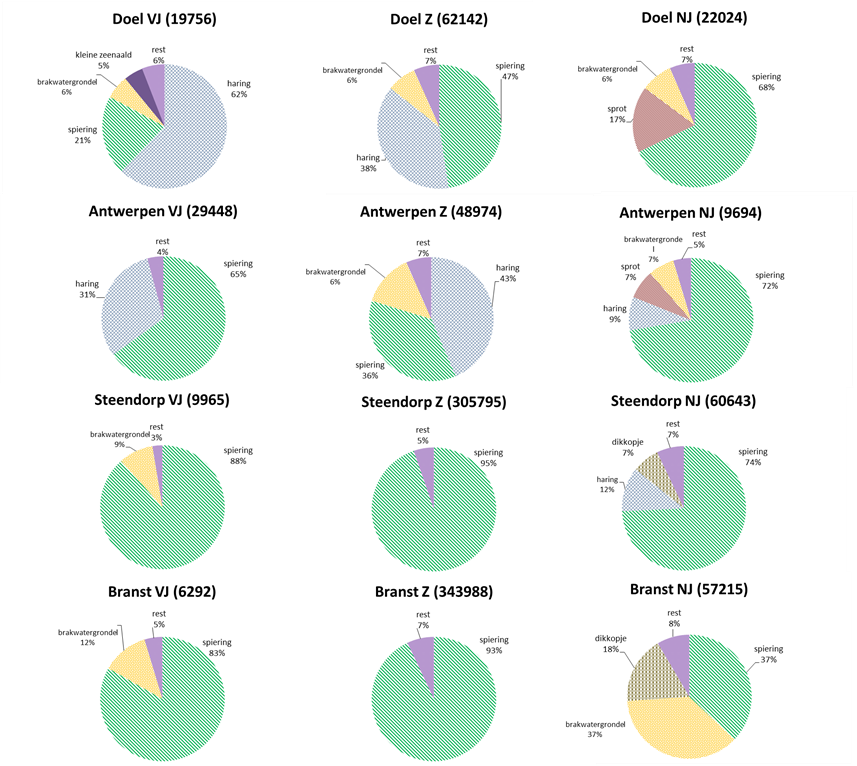 Doel VJ (19756)
rest
6%
kleine zeenaald
5%
brakwatergrondel
6%
haring
62%
spiering
21%
Doel Z (62142)
rest
7%
brakwatergrondel
6%
spiering
47%
haring
38%
Doel NJ (22024)
rest
7%
brakwatergrondel
6%
spiering
68%
sprot
17%
Antwerpen VJ (29448)
rest
4%
spiering
65%
haring
31%
Antwerpen Z (48974)
rest
7%
brakwatergrondel
6%
haring
43%
spiering
36%
Antwerpen NJ (9694)
rest
5%
brakwatergronde
7%
sprot
7%
spiering
72%
haring
9%
Steendorp VJ (9965)
rest
3%
brakwatergrondel
9%
spiering
88%
Steendorp Z (305795)
rest
5%
spiering
95%
Steendorp NJ (60643)
rest
7%
dikkopje
7%
spiering
74%
haring
12%
Branst VJ (6292)
rest
5%
brakwatergrondel
12%
spiering
83%
Branst Z (343988)
rest
7%
spiering
93%
Branst NJ (57215)
rest
8%
dikkopje
18%
spiering
37%
brakwatergrondel
37%